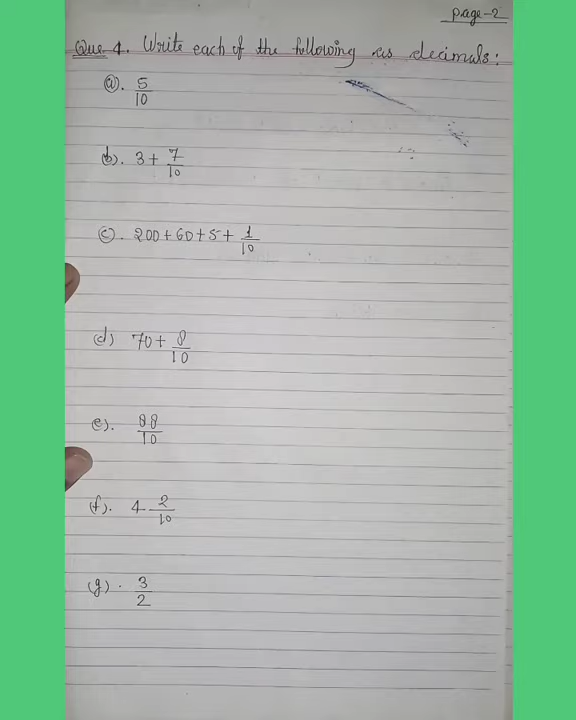 page-2
Que 4. Write each of the following as decimals:
(a). 5/10
(b). 3 + 7/10
(c). 200 + 60 + 5 + 1/10
(d) 70 + 8/10
(e). 88/10
(f). 4 2/10
(g). 3/2